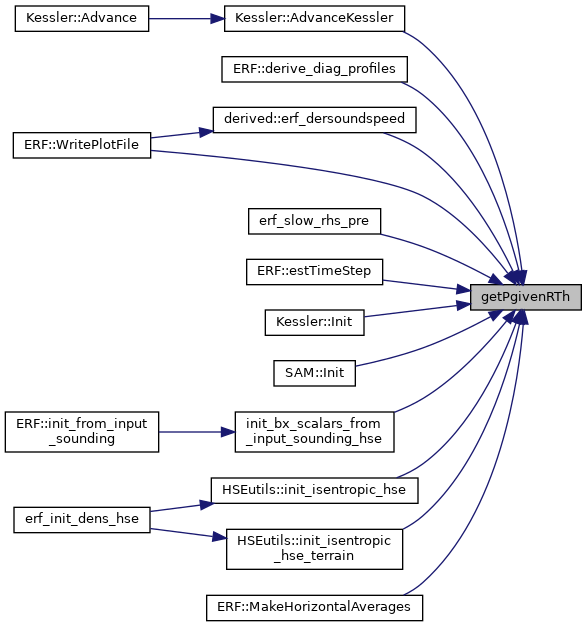 Kessler::Advance
Kessler::AdvanceKessler
ERF::derive_diag_profiles
derived::erf_dersoundspeed
ERF::WritePlotFile
erf_slow_rhs_pre
ERF::estTimeStep
getPgivenRTh
Kessler::Init
SAM::Init
ERF::init_from_input
_sounding
init_bx_scalars_from
_input_sounding_hse
HSEutils::init_isentropic_hse
erf_init_dens_hse
HSEutils::init_isentropic
_hse_terrain
ERF::MakeHorizontalAverages